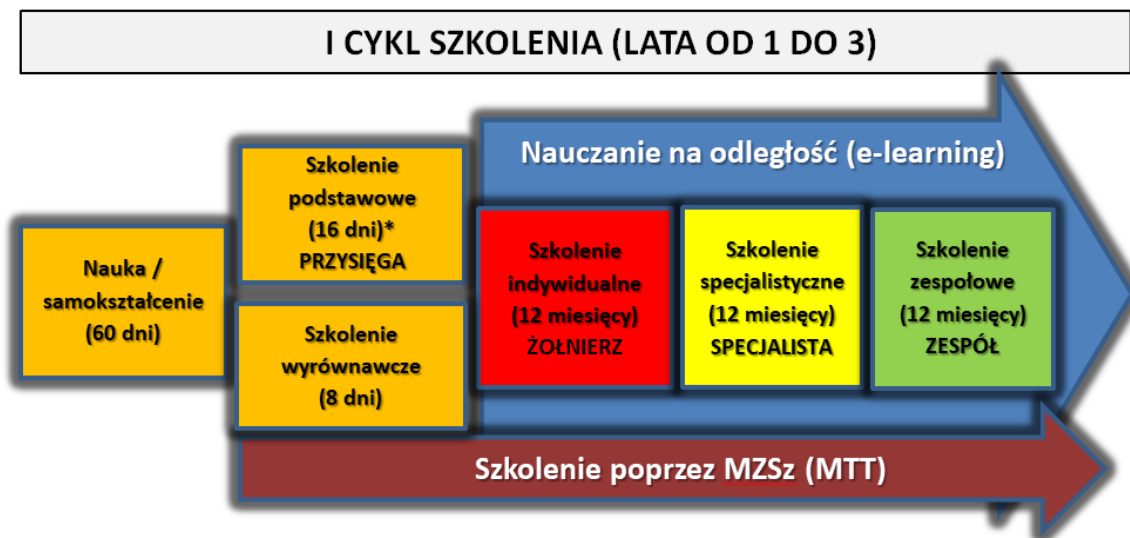 I CYKL SZKOLENIA (LATA OD 1 DO 3)
Nauczanie na odległość (e-learning)
Nauka /
samokształcenie
(60 dni)
Szkolenie
podstawowe
(16 dni)*
PRZYSIĘGA
Szkolenie
wyrównawcze
(8 dni)
Szkolenie
indywidualne
(12 miesięcy)
ŻOŁNIERZ
Szkolenie
specjalistyczne
(12 miesięcy)
SPECJALISTA
Szkolenie
zespołowe
(12 miesięcy)
ZESPÓŁ
Szkolenie poprzez MZSz (MTT)